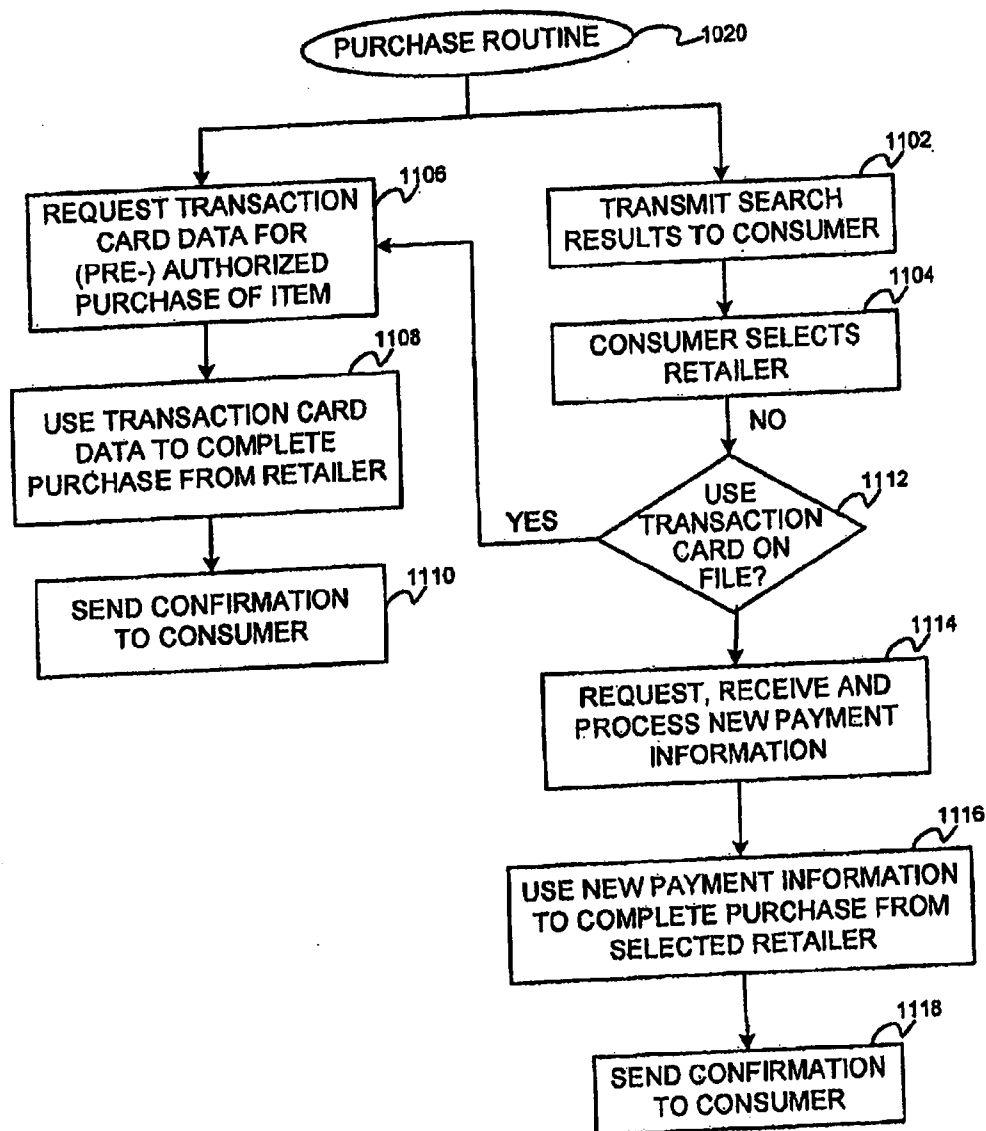 PURCHASE ROUTINE
1020
1106
REQUEST TRANSACTION
CARD DATA FOR
(PRE-) AUTHORIZED
PURCHASE OF ITEM
1108
USE TRANSACTION CARD
DATA TO COMPLETE
PURCHASE FROM RETAILER
1110
SEND CONFIRMATION
TO CONSUMER
1102
TRANSMIT SEARCH
RESULTS TO CONSUMER
1104
CONSUMER SELECTS
RETAILER
NO
1112
USE
TRANSACTION
CARD ON
FILE?
YES
1114
REQUEST, RECEIVE AND
PROCESS NEW PAYMENT
INFORMATION
1116
USE NEW PAYMENT INFORMATION
TO COMPLETE PURCHASE FROM
SELECTED RETAILER
1118
SEND CONFIRMATION
TO CONSUMER